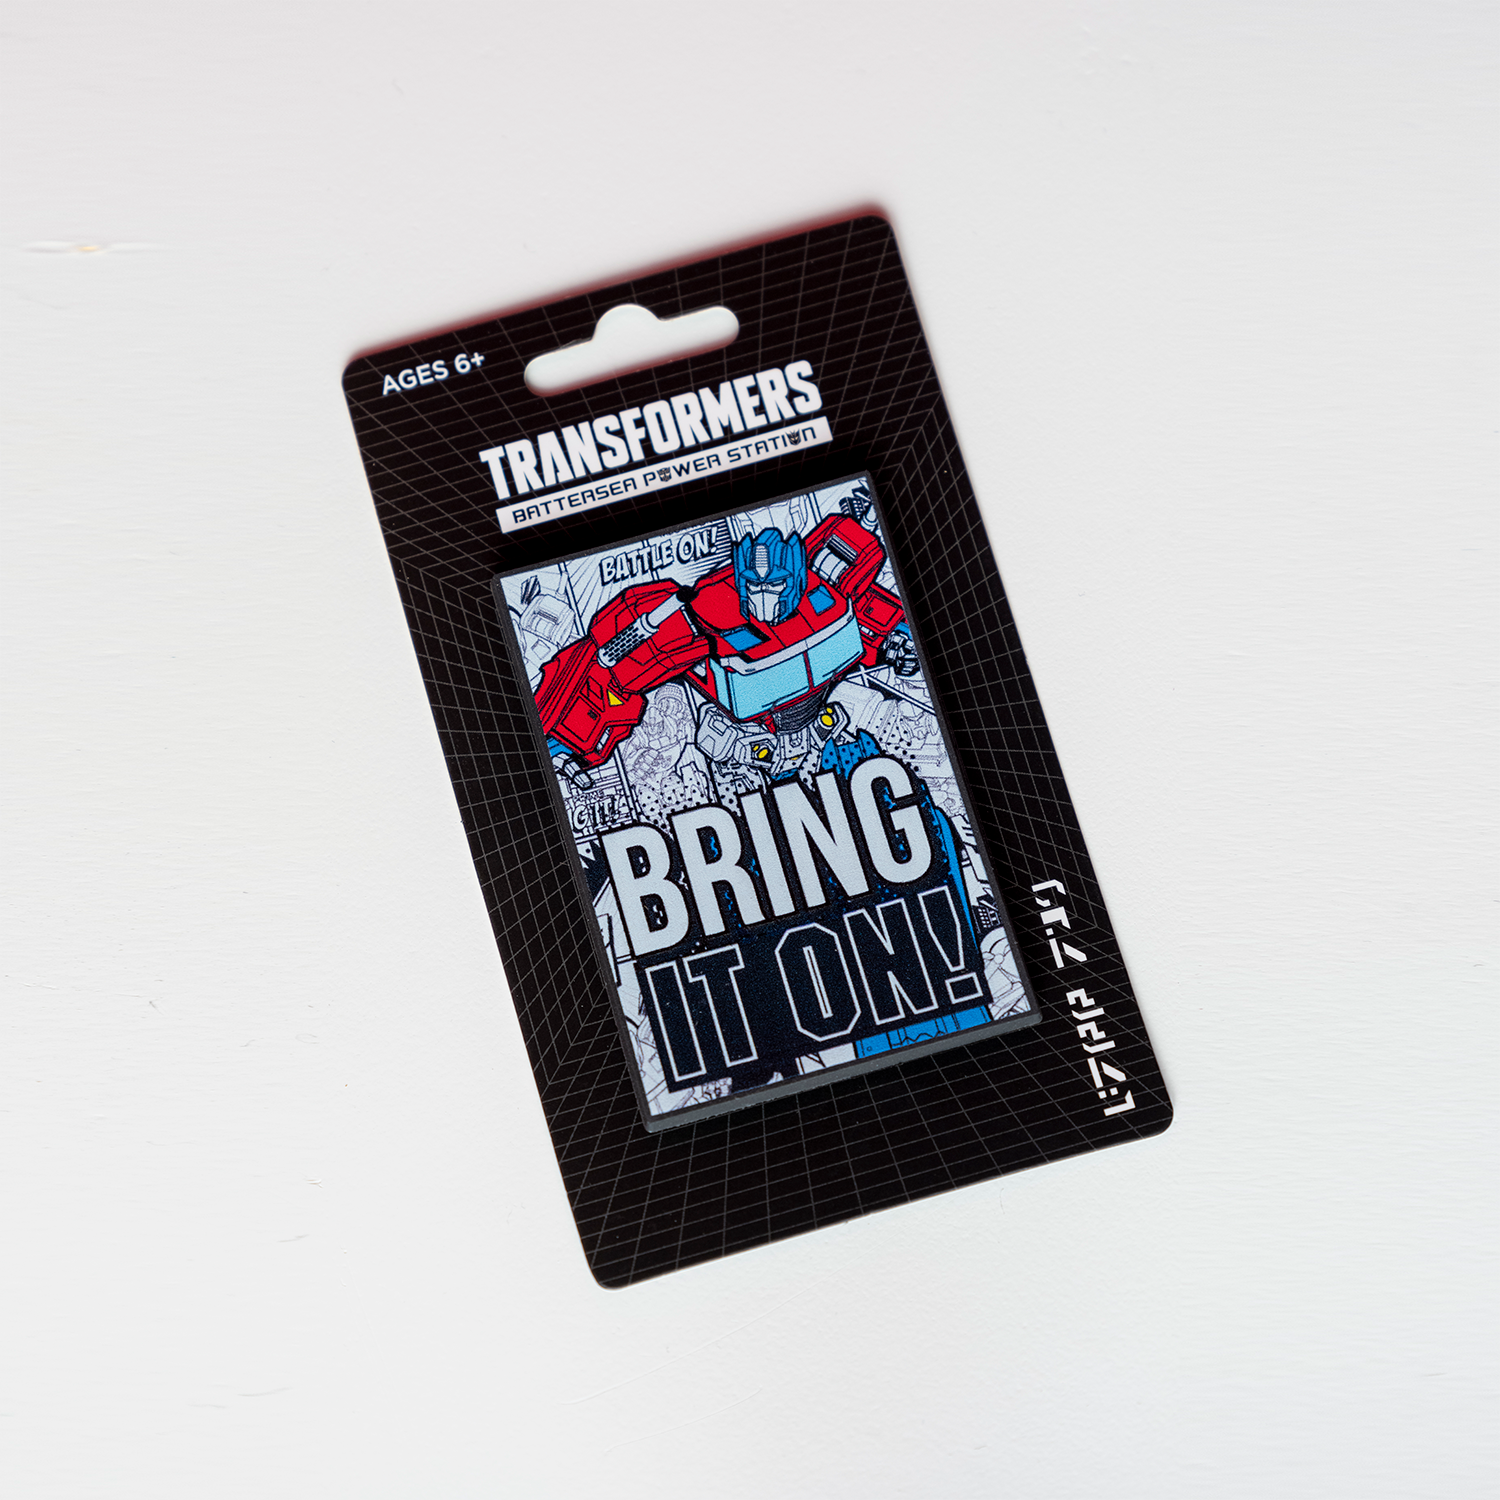 AGES 6+
TRANSFORMERS
BATTERSEA POWER STATION
BATTLE ON!
BRING
IT ON!